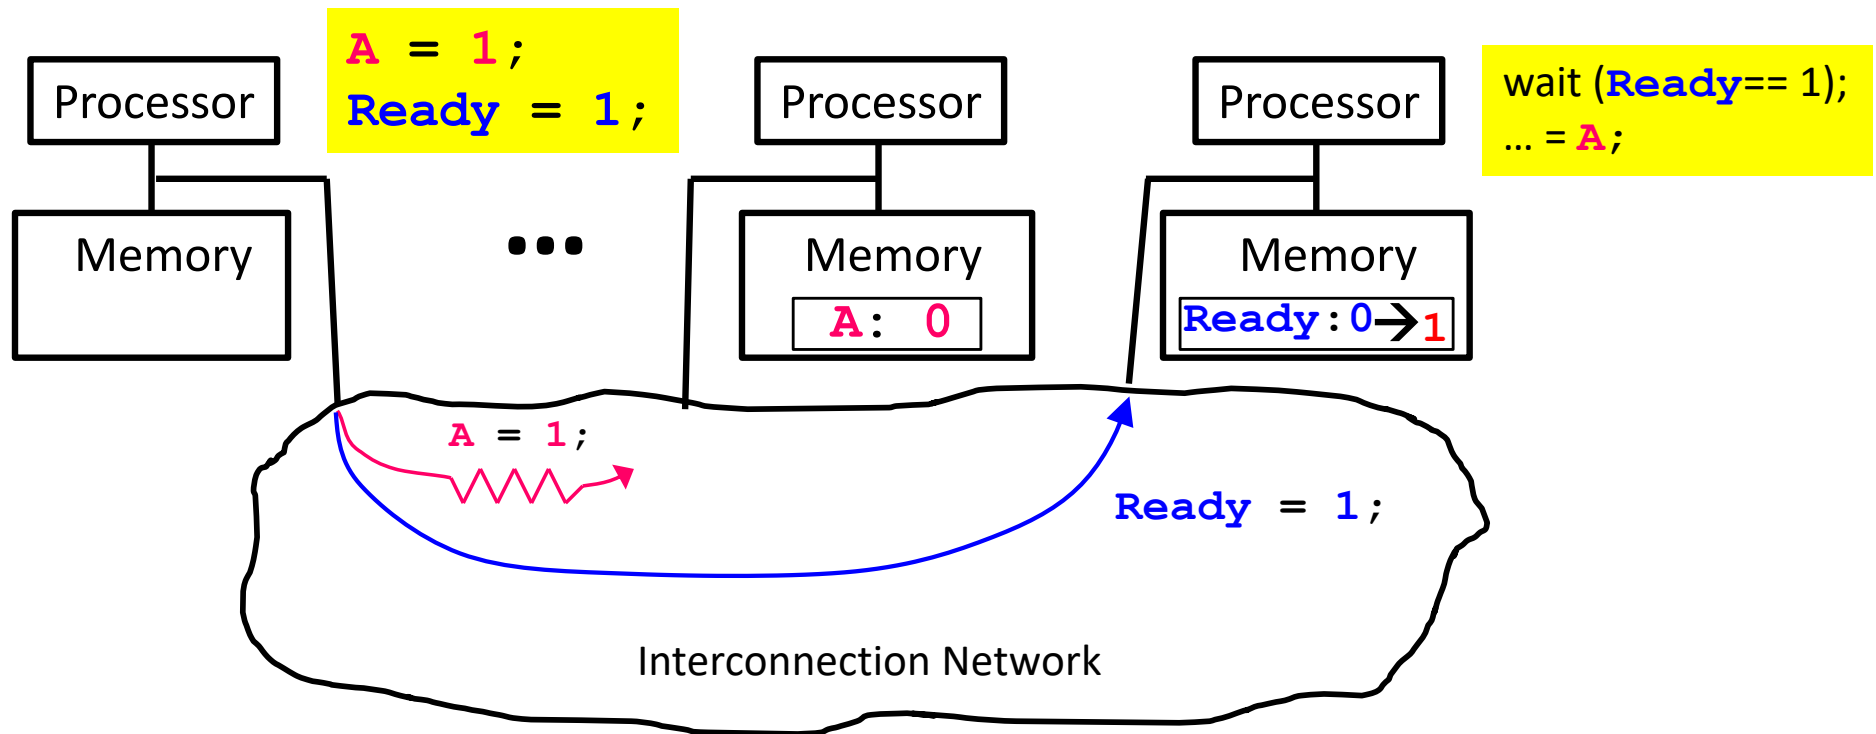 A = 1;
Ready = 1;
wait (Ready== 1);
... = A;
Processor
Processor
Processor
...
Memory
Memory
Memory
A: 0
Ready:0→1
A = 1;
Ready = 1;
Interconnection Network